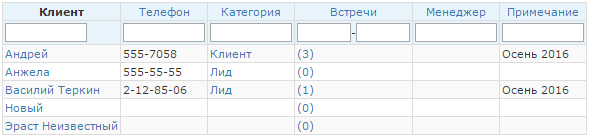 Клиент Телефон Категория Встречи Менеджер Примечание
-
Андрей 555-7058 Клиент (3) Осень 2016
Анжела 555-55-55 Лид (0)
Василий Теркин 2-12-85-06 Лид (1) Осень 2016
Новый (0)
Эраст Неизвестный (0)